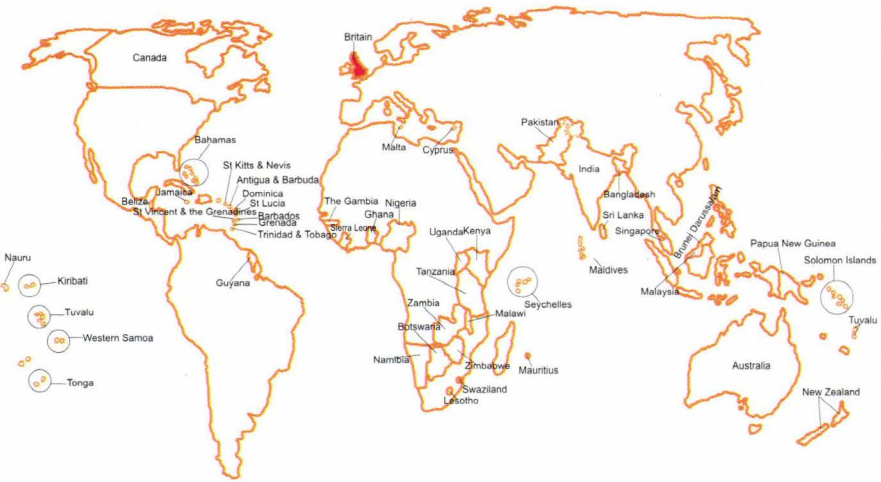 Britain
Canada
Bahamas
St Kitts & Nevis
Antigua & Barbuda
Jamaica
Dominica
Belize
St Lucia
St Vincent & the Grenadines
Barbados
Grenada
Trinidad & Tobago
Guyana
Nauru
Kiribati
Tuvalu
Western Samoa
Tonga
Malta
Cyprus
The Gambia
Ghana
Nigeria
Sierra Leone
Uganda
Kenya
Tanzania
Seychelles
Zambia
Malawi
Botswana
Namibia
Zimbabwe
Mauritius
Swaziland
Lesotho
Pakistan
India
Bangladesh
Sri Lanka
Singapore
Maldives
Brunei Darussalum
Malaysia
Papua New Guinea
Solomon Islands
Tuvalu
Australia
New Zealand